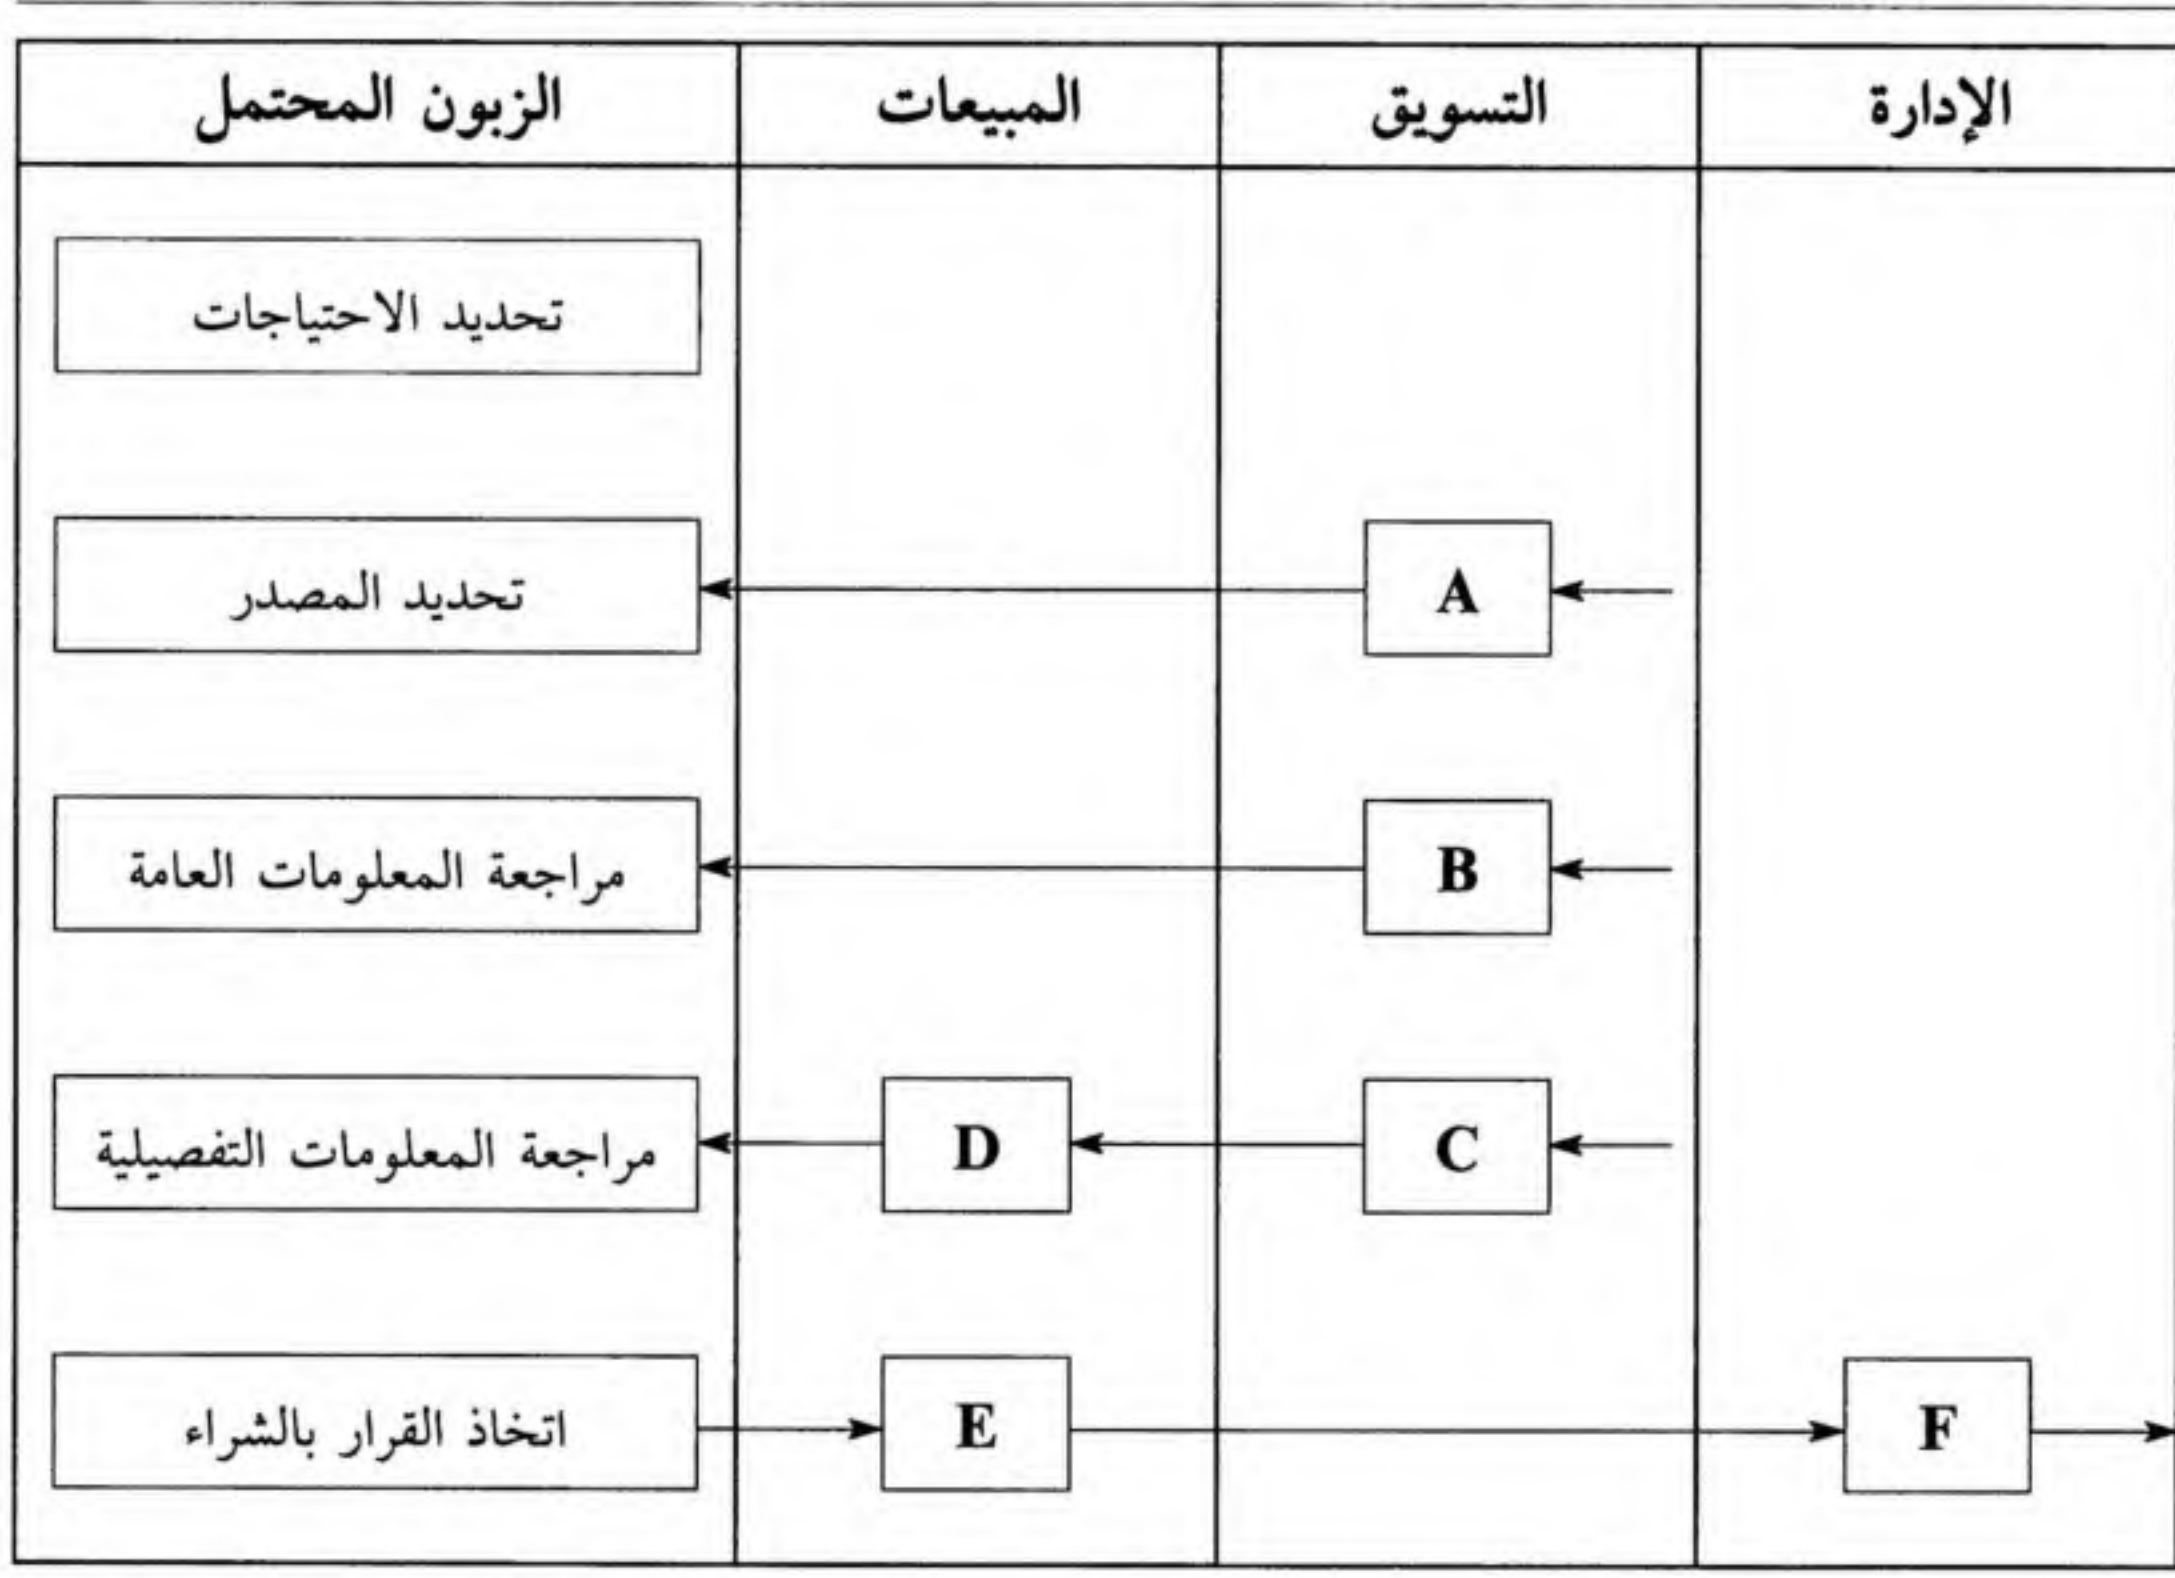 الزبون المحتمل
المبيعات
التسويق
الإدارة
تحديد الاحتياجات
تحديد المصدر
A
مراجعة المعلومات العامة
B
مراجعة المعلومات التفصيلية
D
C
اتخاذ القرار بالشراء
E
F